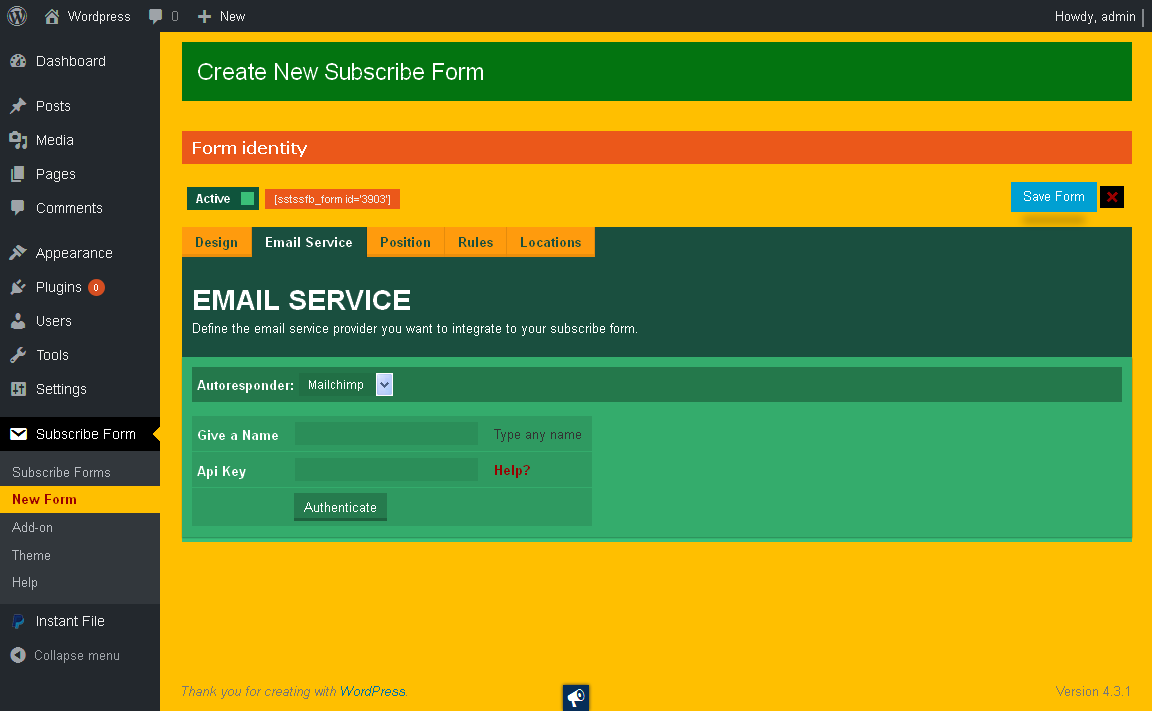 Wordpress 0 New Howdy, admin
Dashboard
Posts
Media
Pages
Comments
Appearance
Plugins 0
Users
Tools
Settings
Subscribe Form
Subscribe Forms
New Form
Add-on
Theme
Help
Instant File
Collapse menu
Create New Subscribe Form
Form identity
Active [sstssfb_form id='3903'] Save Form
Design Email Service Position Rules Locations
EMAIL SERVICE
Define the email service provider you want to integrate to your subscribe form.
Autoresponder: Mailchimp
Give a Name Type any name
Api Key Help?
Authenticate
Thank you for creating with WordPress. Version 4.3.1